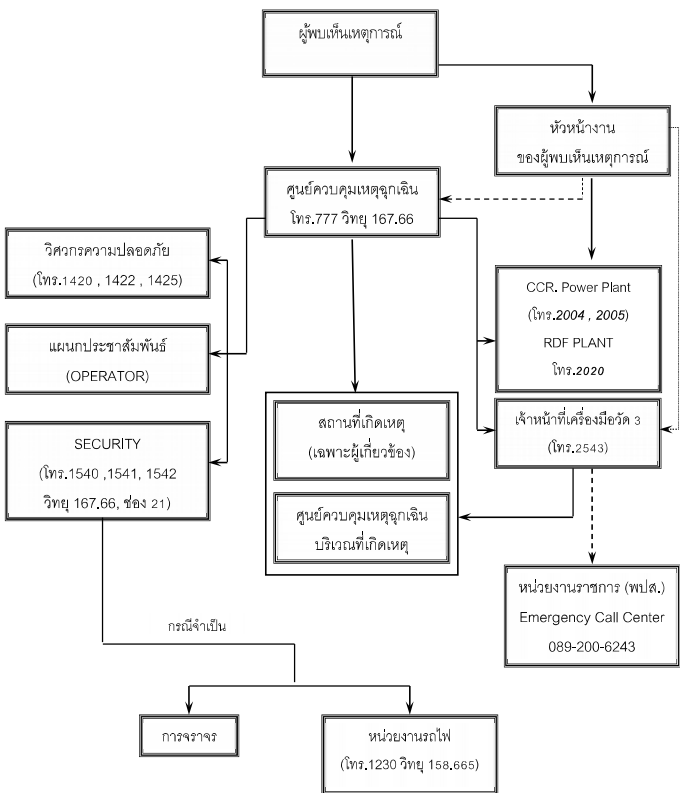 ผู้พบเห็นเหตุการณ์
หัวหน้างาน
ของผู้พบเห็นเหตุการณ์
ศูนย์ควบคุมเหตุฉุกเฉิน
โทร.777 วิทยุ 167.66
วิศวกรความปลอดภัย
(โทร.1420 , 1422 , 1425)
CCR. Power Plant
(โทร.2004 , 2005)
RDF PLANT
โทร.2020
แผนกประชาสัมพันธ์
(OPERATOR)
สถานที่เกิดเหตุ
(เฉพาะผู้เกี่ยวข้อง)
เจ้าหน้าที่เครื่องมือวัด 3
(โทร.2543)
SECURITY
(โทร.1540 ,1541, 1542
วิทยุ 167.66, ช่อง 21)
ศูนย์ควบคุมเหตุฉุกเฉิน
บริเวณที่เกิดเหตุ
หน่วยงานราชการ (พปส.)
Emergency Call Center
089-200-6243
กรณีจำเป็น
การจราจร
หน่วยงานรถไฟ
(โทร.1230 วิทยุ 158.665)